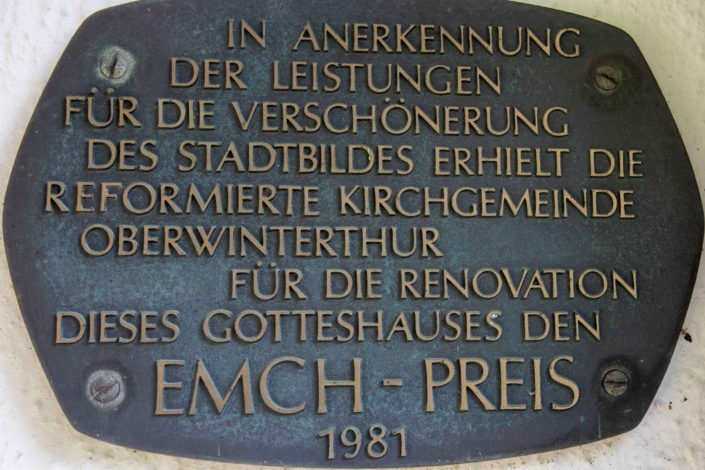 IN ANERKENNUNG
DER LEISTUNGEN
FÜR DIE VERSCHÖNERUNG
DES STADTBILDES ERHIELT DIE
REFORMIERTE KIRCHGEMEINDE
OBERWINTERTHUR
FÜR DIE RENOVATION
DIESES GOTTESHAUSES DEN
EMCH-PREIS
1981